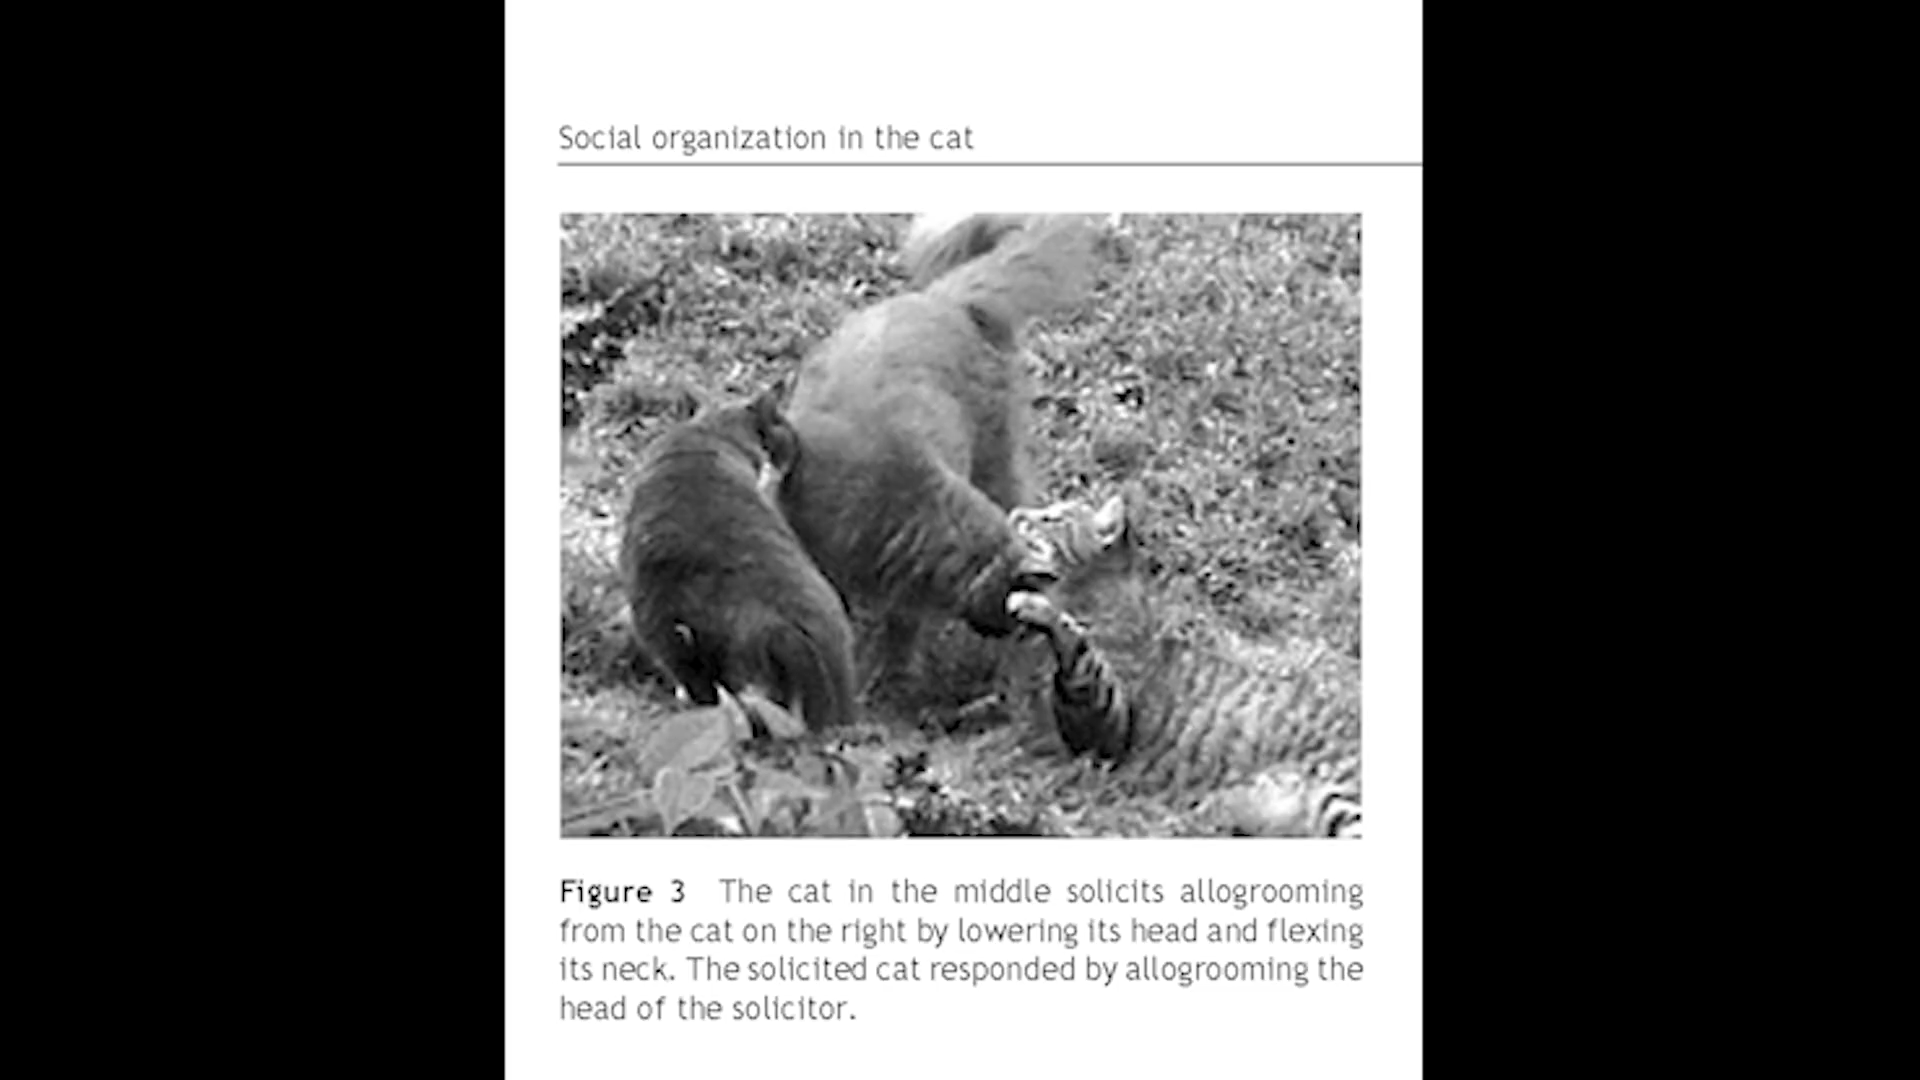 Social organization in the cat
Figure 3 The cat in the middle solicits allogrooming
from the cat on the right by lowering its head and flexing
its neck. The solicited cat responded by allogrooming the
head of the solicitor.